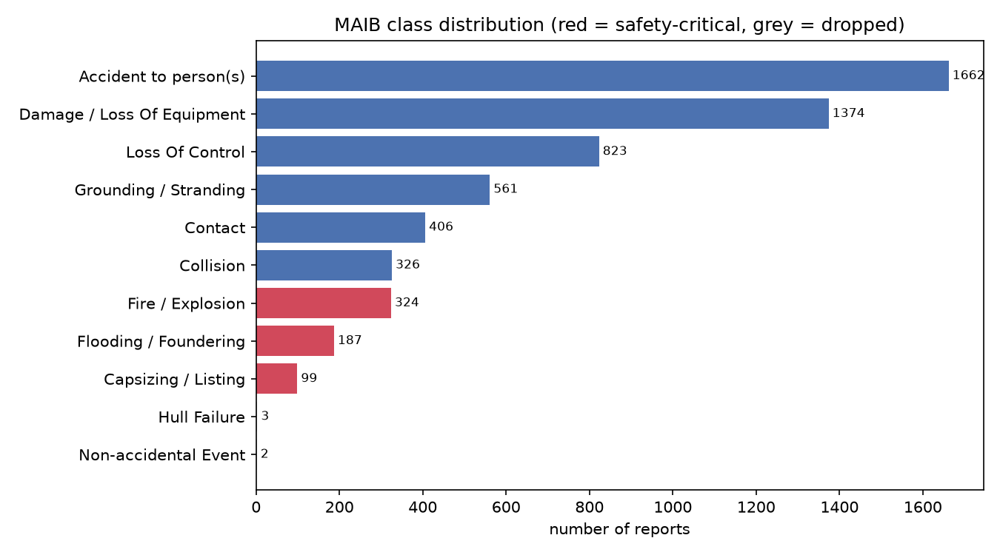 MAIB class distribution (red = safety-critical, grey = dropped)
Accident to person(s) 1662
Damage / Loss Of Equipment 1374
Loss Of Control 823
Grounding / Stranding 561
Contact 406
Collision 326
Fire / Explosion 324
Flooding / Foundering 187
Capsizing / Listing 99
Hull Failure 3
Non-accidental Event 2
0 200 400 600 800 1000 1200 1400 1600
number of reports